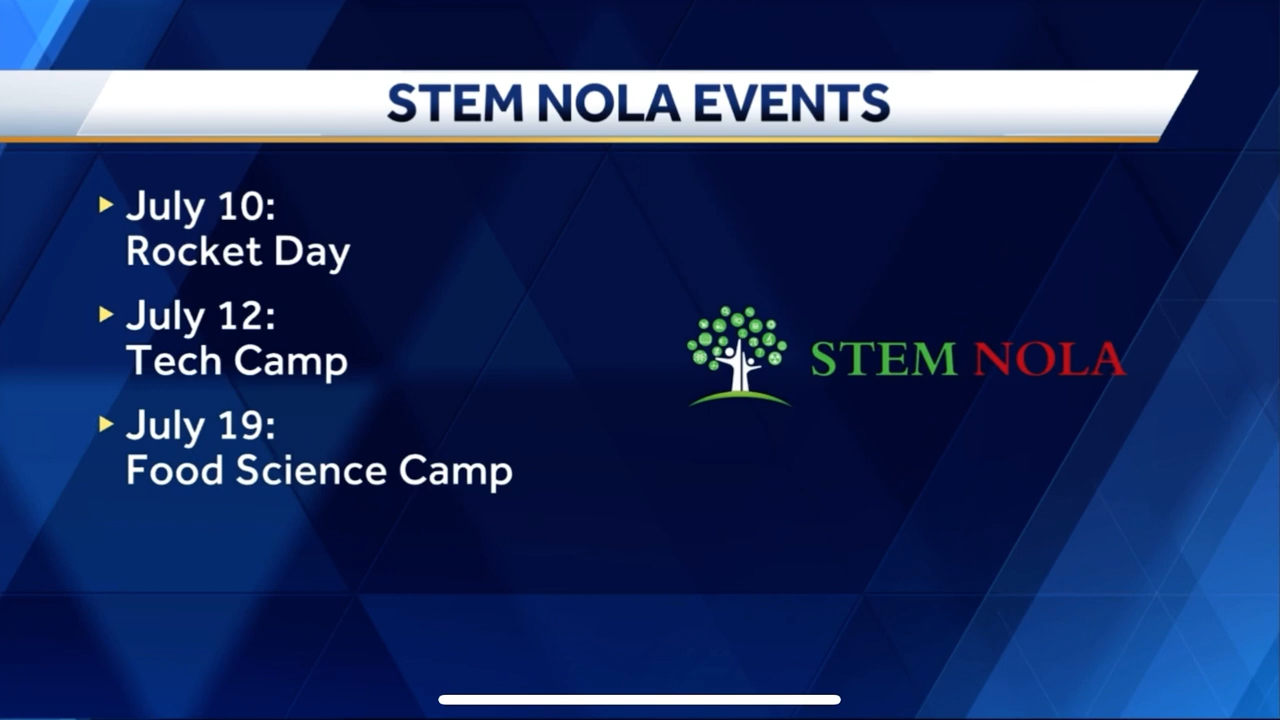 STEM NOLA EVENTS
July 10:
Rocket Day
July 12:
Tech Camp
July 19:
Food Science Camp
STEM NOLA